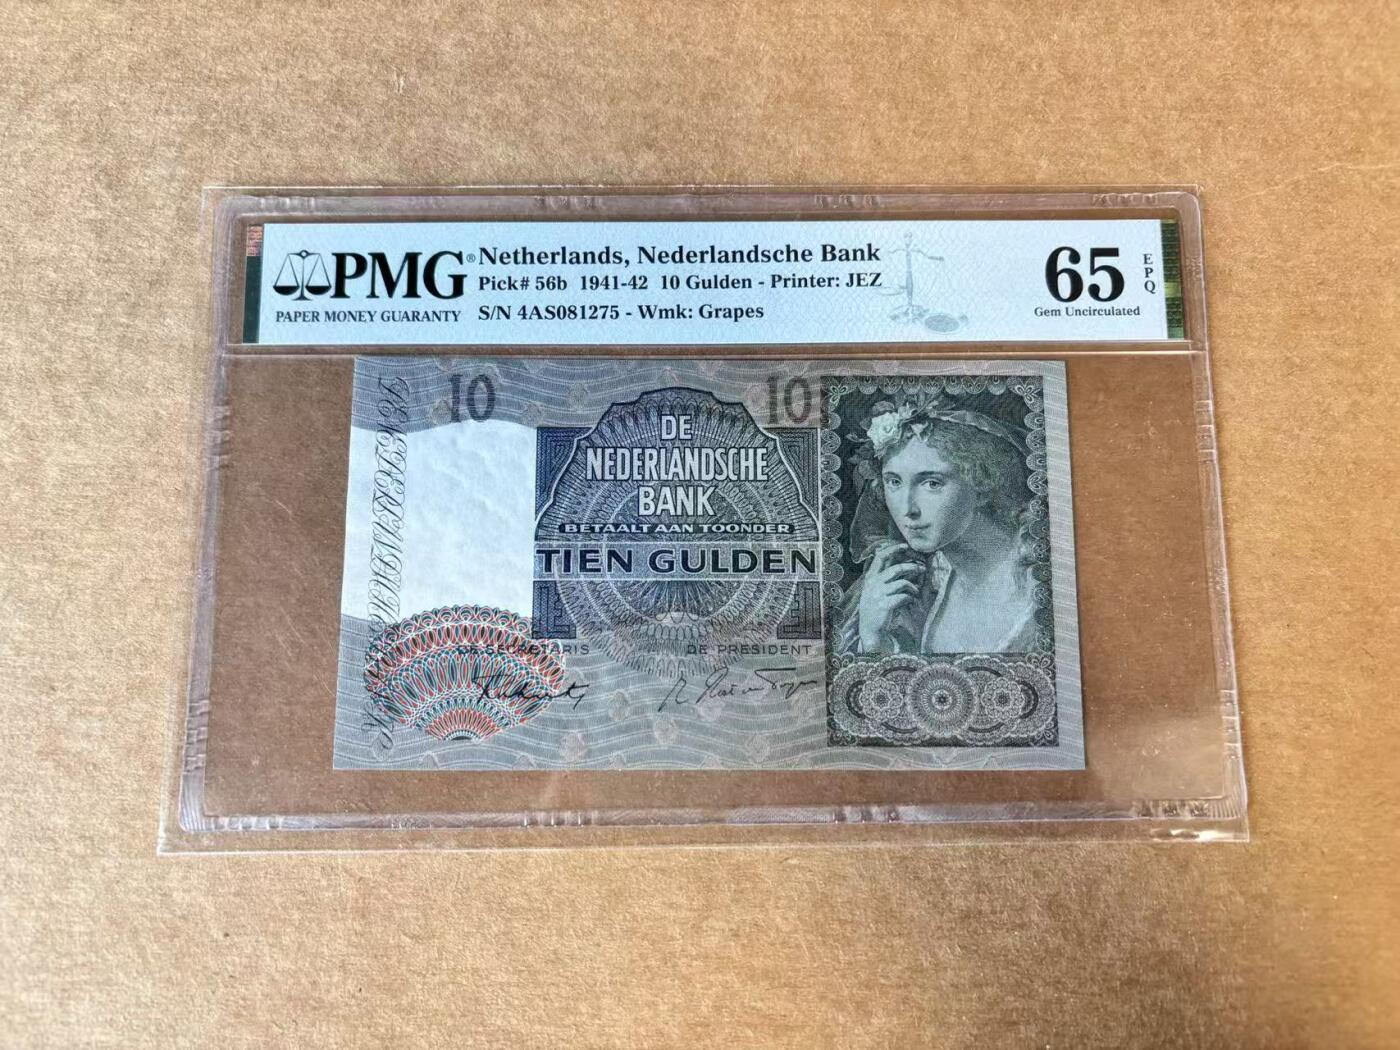 PMG®
PAPER MONEY GUARANTY
Netherlands, Nederlandsche Bank
Pick# 56b 1941-42 10 Gulden - Printer: JEZ
S/N 4AS081275 - Wmk: Grapes
65
EPQ
Gem Uncirculated
10
10
DE
NEDERLANDSCHE
BANK
BETAALT AAN TOONDER
TIEN GULDEN
DE SECRETARIS
DE PRESIDENT